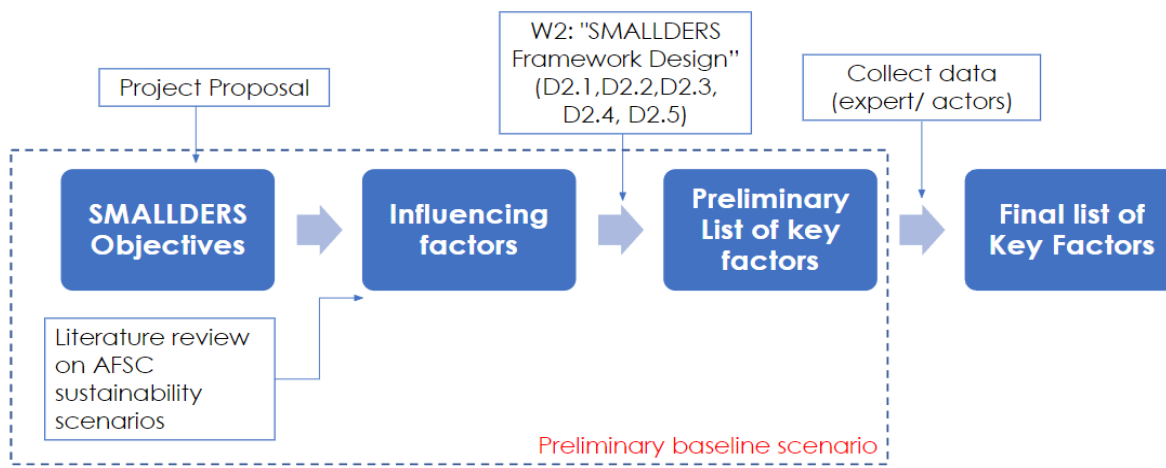 W2: "SMALLDERS
Framework Design”
(D2.1,D2.2,D2.3,
D2.4, D2.5)
Project Proposal
Collect data
(expert/ actors)
SMALLDERS
Objectives
Influencing
factors
Preliminary
List of key
factors
Final list of
Key Factors
Literature review
on AFSC
sustainability
scenarios
Preliminary baseline scenario